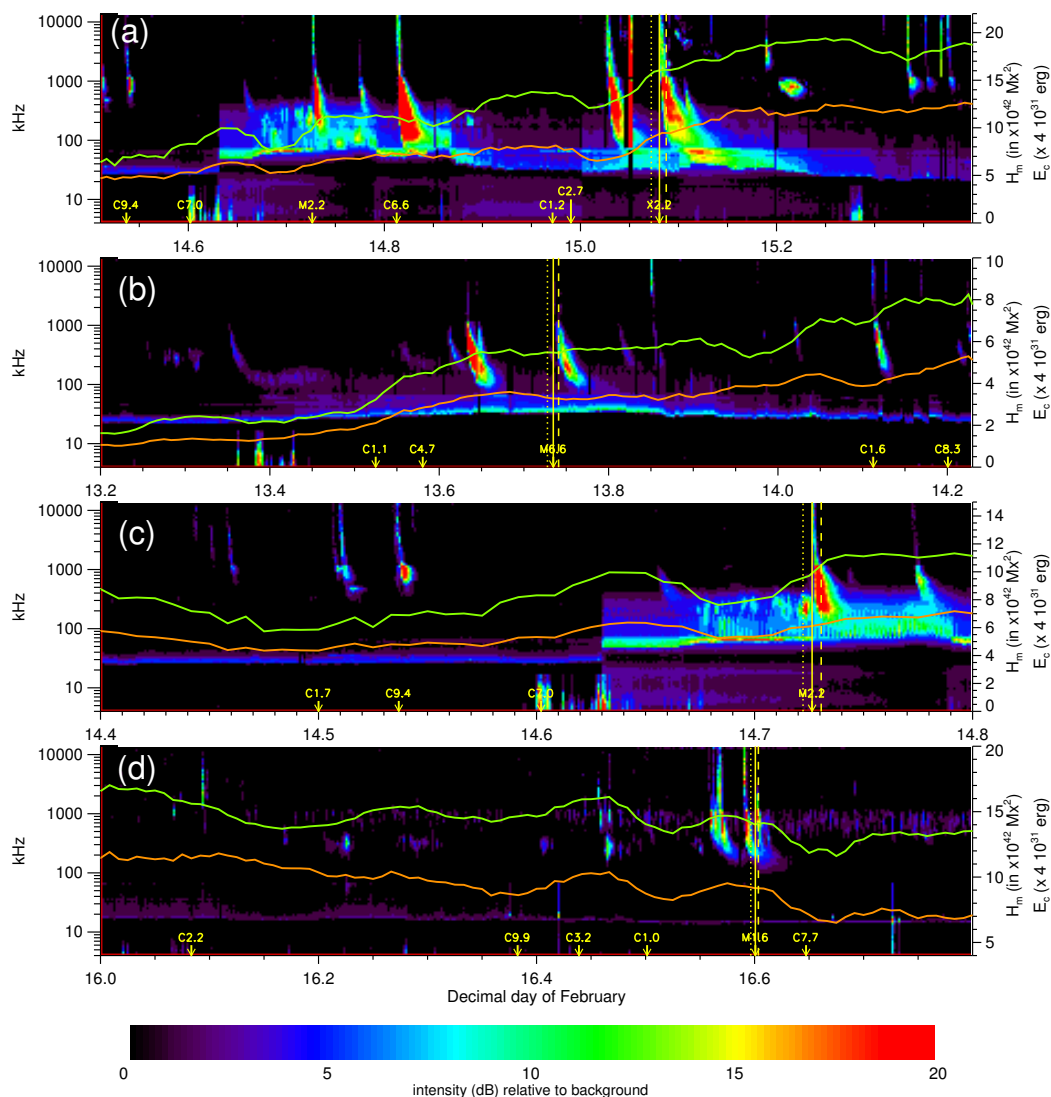 (a)
10000
1000
100
10
kHz
22
20
15
10
5
0
H_m (in x10^42 Mx^2)
E_c (x 4 10^31 erg)
C9.4 C7.0 M2.2 C6.6 C1.2 C2.7 X2.2
14.6 14.8 15.0 15.2
(b)
10000
1000
100
10
kHz
10
8
6
4
2
0
H_m (in x10^42 Mx^2)
E_c (x 4 10^31 erg)
C1.1 C4.7 M6.6 C1.6 C8.3
13.2 13.4 13.6 13.8 14.0 14.2
(c)
10000
1000
100
10
kHz
14
12
10
8
6
4
2
0
H_m (in x10^42 Mx^2)
E_c (x 4 10^31 erg)
C1.7 C9.4 C7.0 M2.2
14.4 14.5 14.6 14.7 14.8
(d)
10000
1000
100
10
kHz
20
15
10
5
H_m (in x10^42 Mx^2)
E_c (x 4 10^31 erg)
C2.2 C9.9 C3.2 C1.0 M1.6 C7.7
16.0 16.2 16.4 16.6
Decimal day of February
0 5 10 15 20
intensity (dB) relative to background